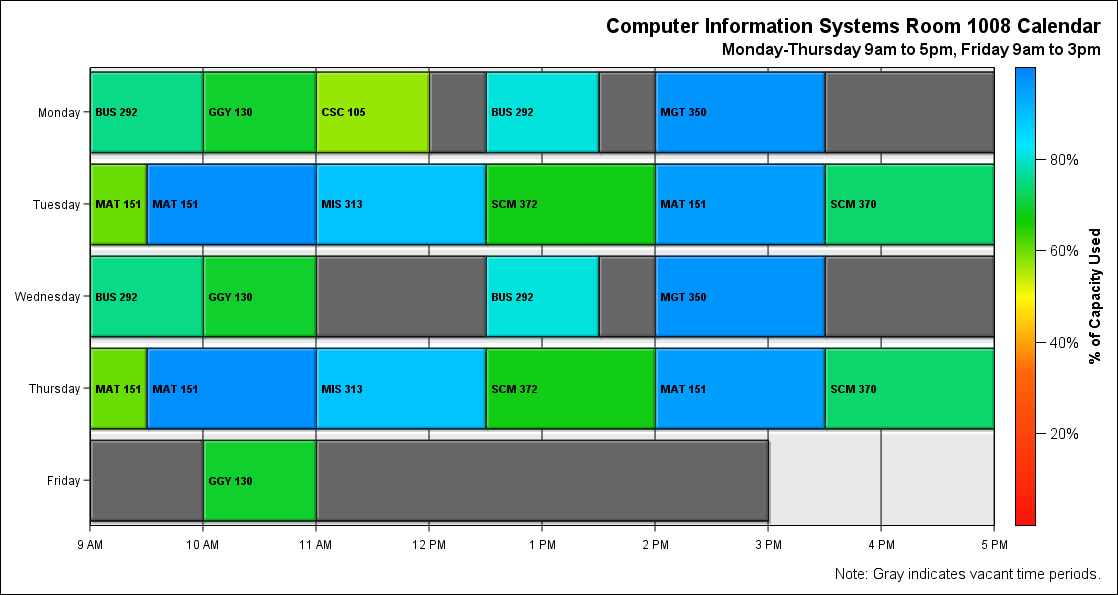 Computer Information Systems Room 1008 Calendar
Monday-Thursday 9am to 5pm, Friday 9am to 3pm
Monday
BUS 292
GGY 130
CSC 105
BUS 292
MGT 350
Tuesday
MAT 151
MAT 151
MIS 313
SCM 372
MAT 151
SCM 370
Wednesday
BUS 292
GGY 130
BUS 292
MGT 350
Thursday
MAT 151
MAT 151
MIS 313
SCM 372
MAT 151
SCM 370
Friday
GGY 130
9 AM
10 AM
11 AM
12 PM
1 PM
2 PM
3 PM
4 PM
5 PM
80%
60%
40%
20%
% of Capacity Used
Note: Gray indicates vacant time periods.